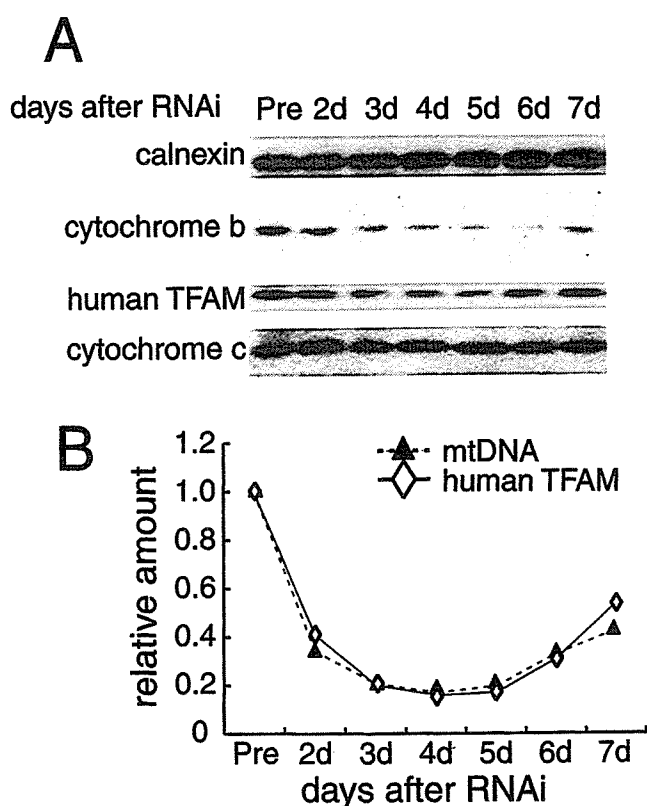 A
days after RNAi Pre 2d 3d 4d 5d 6d 7d
calnexin
cytochrome b
human TFAM
cytochrome c
B
mtDNA
human TFAM
relative amount
1.2
1.0
0.8
0.6
0.4
0.2
0
Pre 2d 3d 4d 5d 6d 7d
days after RNAi